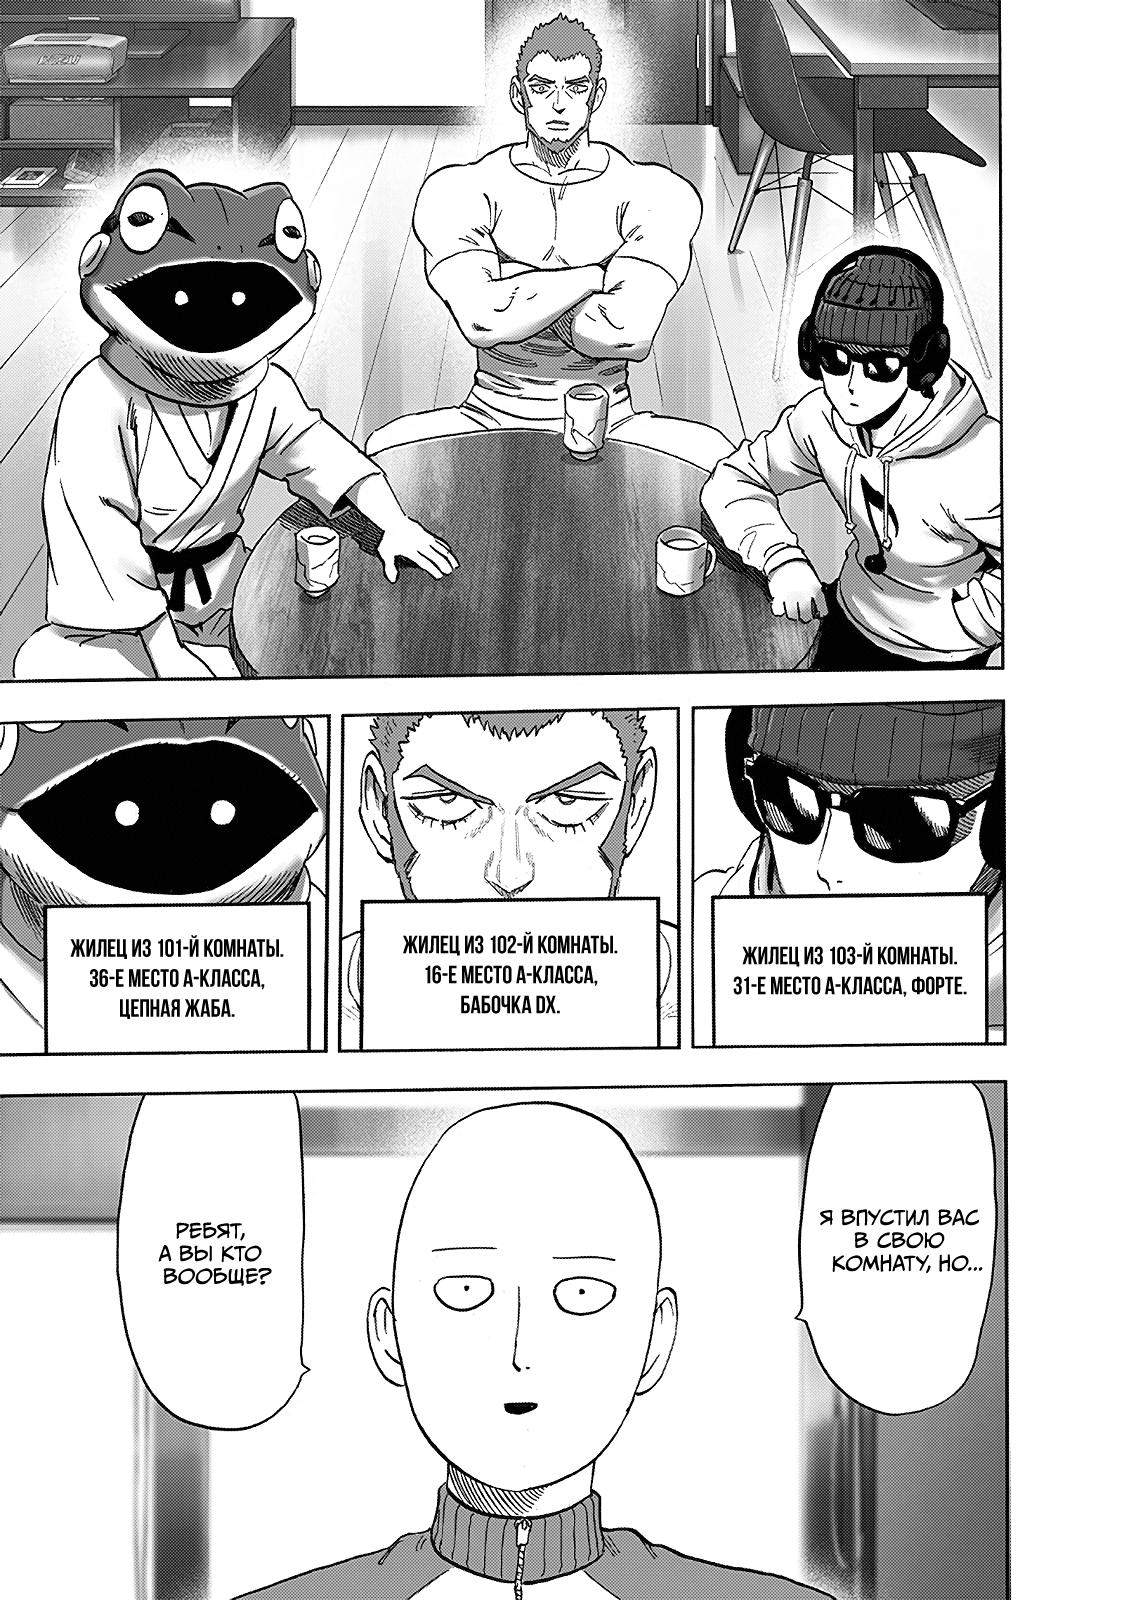 ЖИЛЕЦ ИЗ 101-Й КОМНАТЫ.
36-Е МЕСТО А-КЛАССА,
ЦЕПНАЯ ЖАБА.
ЖИЛЕЦ ИЗ 102-Й КОМНАТЫ.
16-Е МЕСТО А-КЛАССА,
БАБОЧКА DX.
ЖИЛЕЦ ИЗ 103-Й КОМНАТЫ.
31-Е МЕСТО А-КЛАССА, ФОРТЕ.
Я ВПУСТИЛ ВАС
В СВОЮ
КОМНАТУ, НО...
РЕБЯТ,
А ВЫ КТО
ВООБЩЕ?